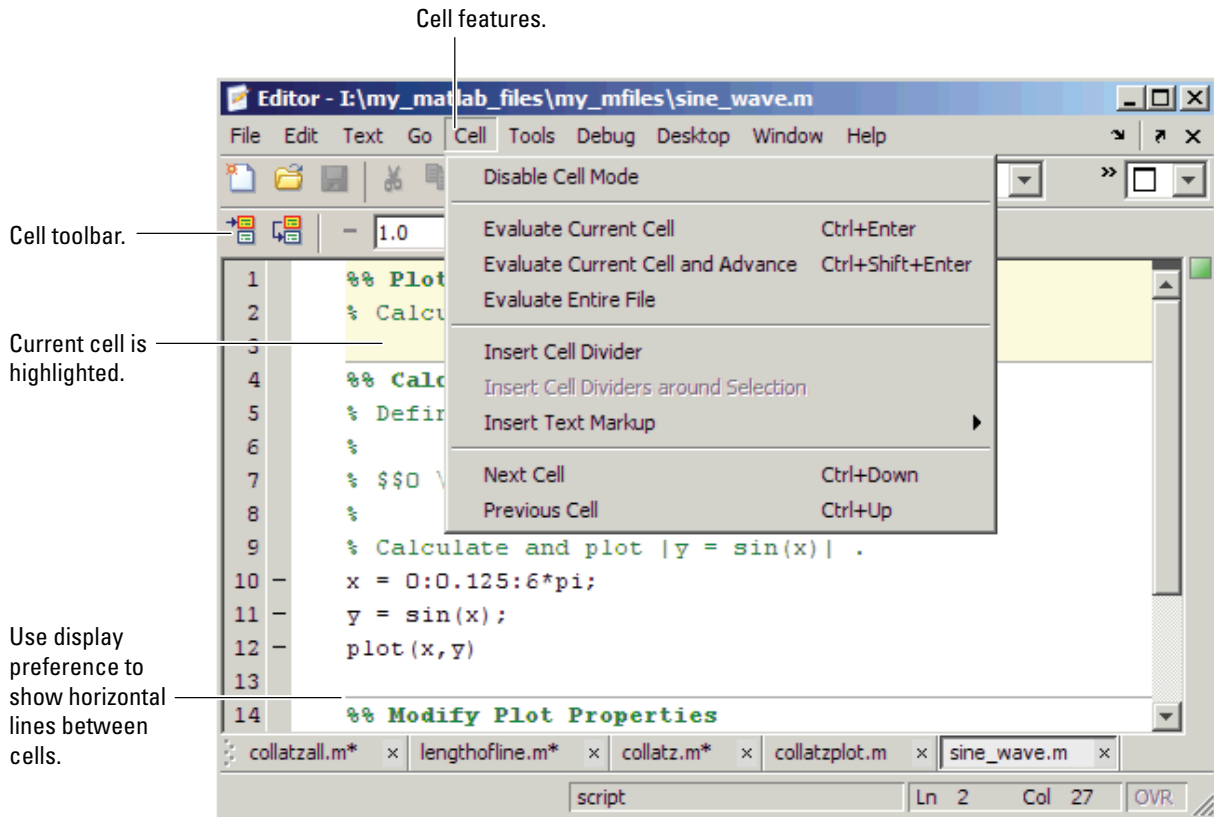 Cell features.
Editor - I:\my_matlab_files\my_mfiles\sine_wave.m
File Edit Text Go Cell Tools Debug Desktop Window Help
Disable Cell Mode
Cell toolbar.
1.0
Evaluate Current Cell Ctrl+Enter
Evaluate Current Cell and Advance Ctrl+Shift+Enter
Evaluate Entire File
Insert Cell Divider
Insert Cell Dividers around Selection
Insert Text Markup
Next Cell Ctrl+Down
Previous Cell Ctrl+Up
Current cell is
highlighted.
1 %% Plot
2 % Calcu
3
4 %% Calc
5 % Defin
6 %
7 % $$0 \
8 %
9 % Calculate and plot |y = sin(x)| .
10 – x = 0:0.125:6*pi;
11 – y = sin(x);
12 – plot(x,y)
13
14 %% Modify Plot Properties
Use display
preference to
show horizontal
lines between
cells.
collatzall.m* × lengthofline.m* × collatz.m* × collatzplot.m × sine_wave.m ×
script Ln 2 Col 27 OVR